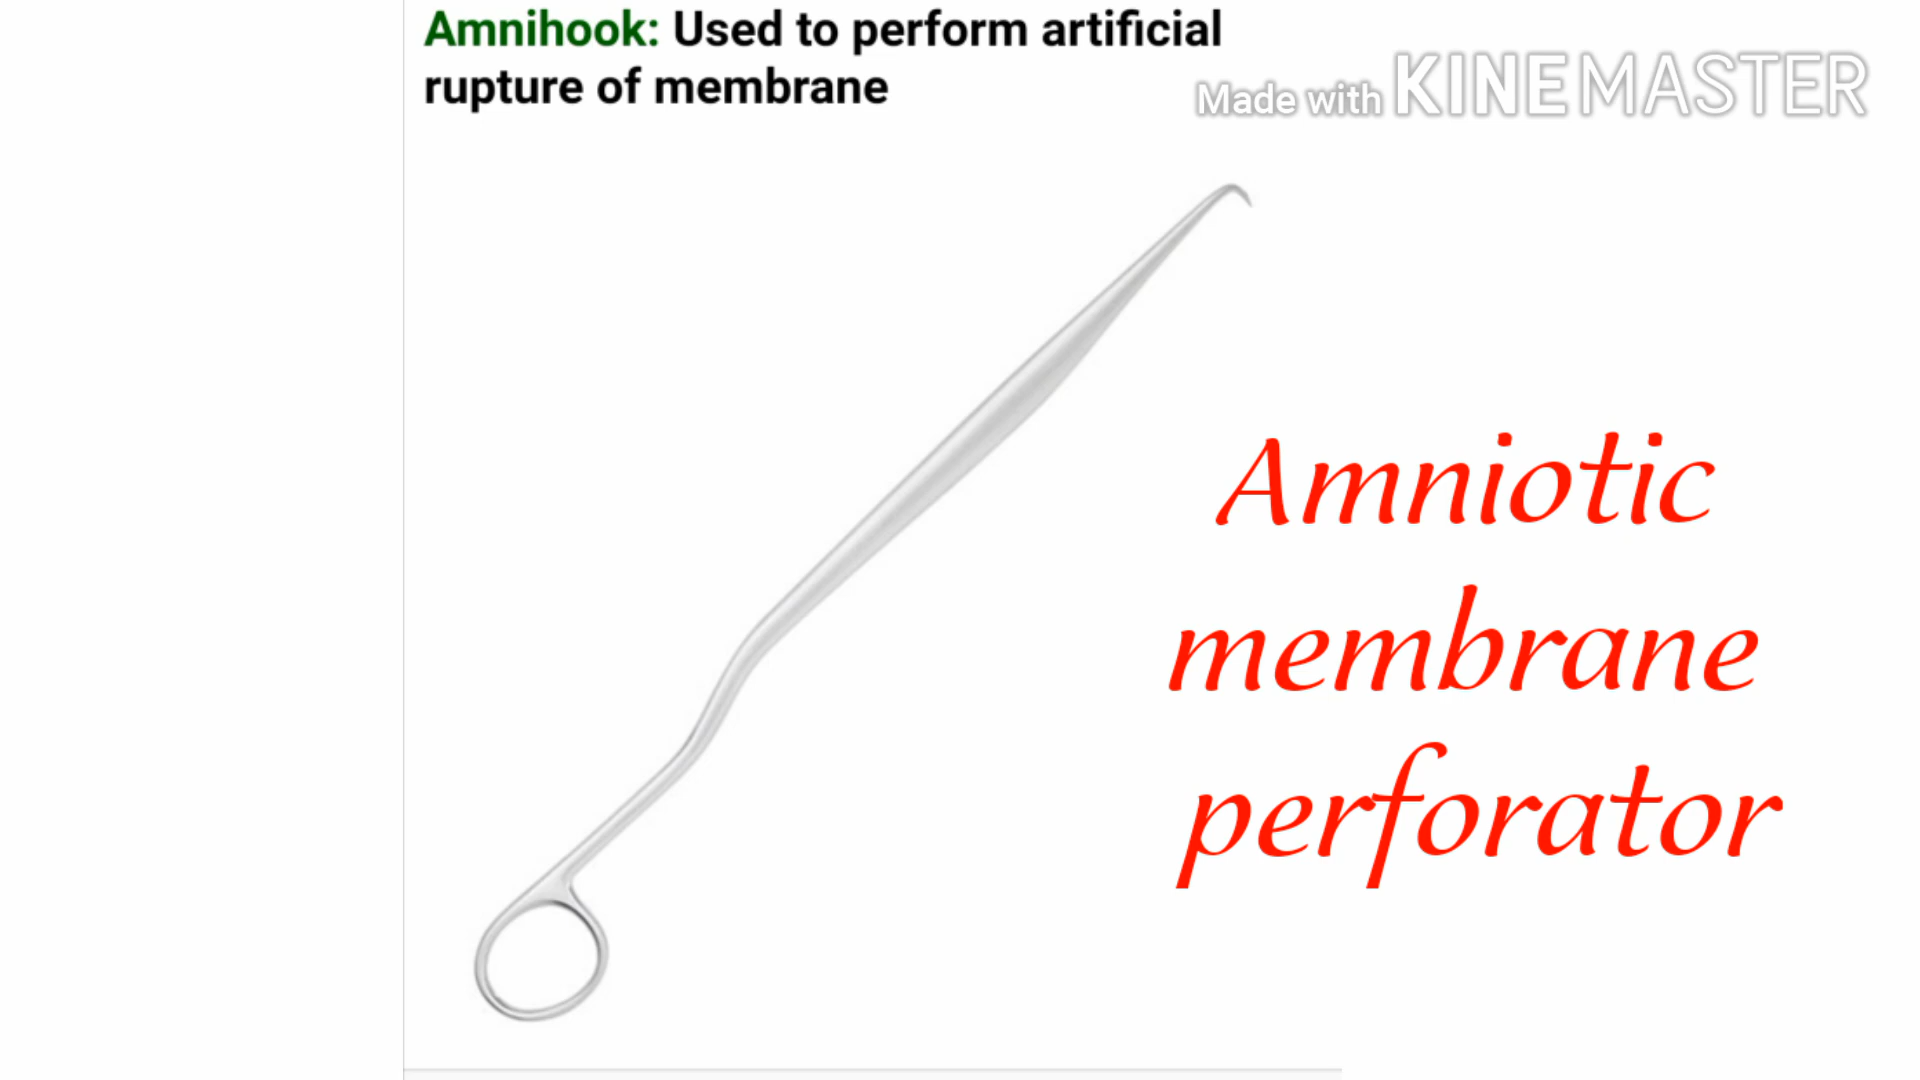 Amnihook: Used to perform artificial
rupture of membrane
Made with KINEMASTER
Amniotic
membrane
perforator